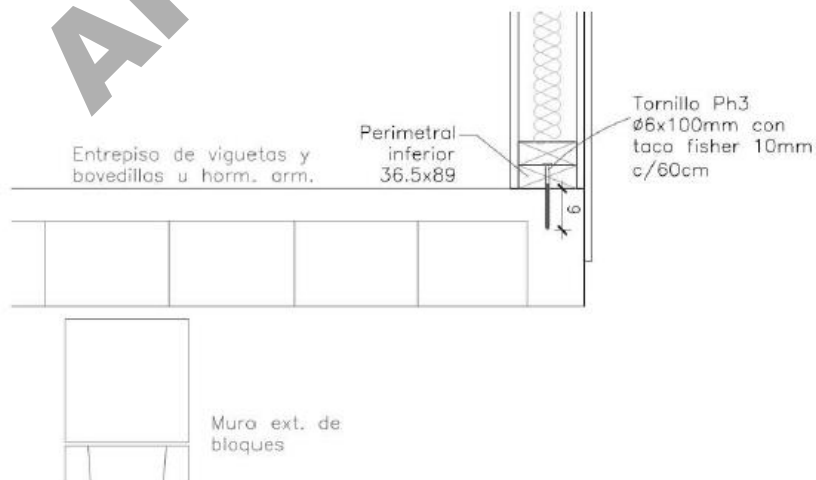 Entrepiso de viguetas y
bovedillas u horm. arm.
Perimetral
inferior
36.5x89
Tornillo Ph3
Ø6x100mm con
taco fisher 10mm
c/60cm
6
Muro ext. de
bloques